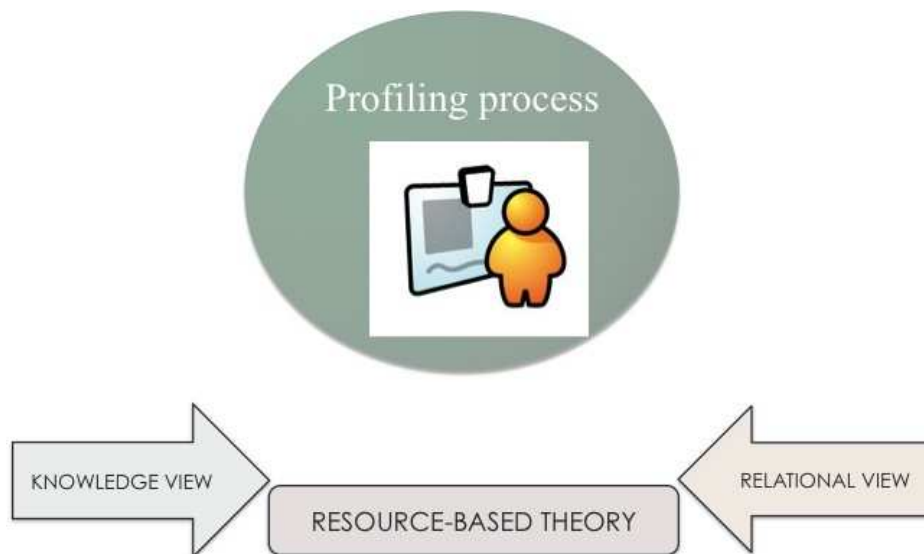 Profiling process
KNOWLEDGE VIEW
RELATIONAL VIEW
RESOURCE-BASED THEORY